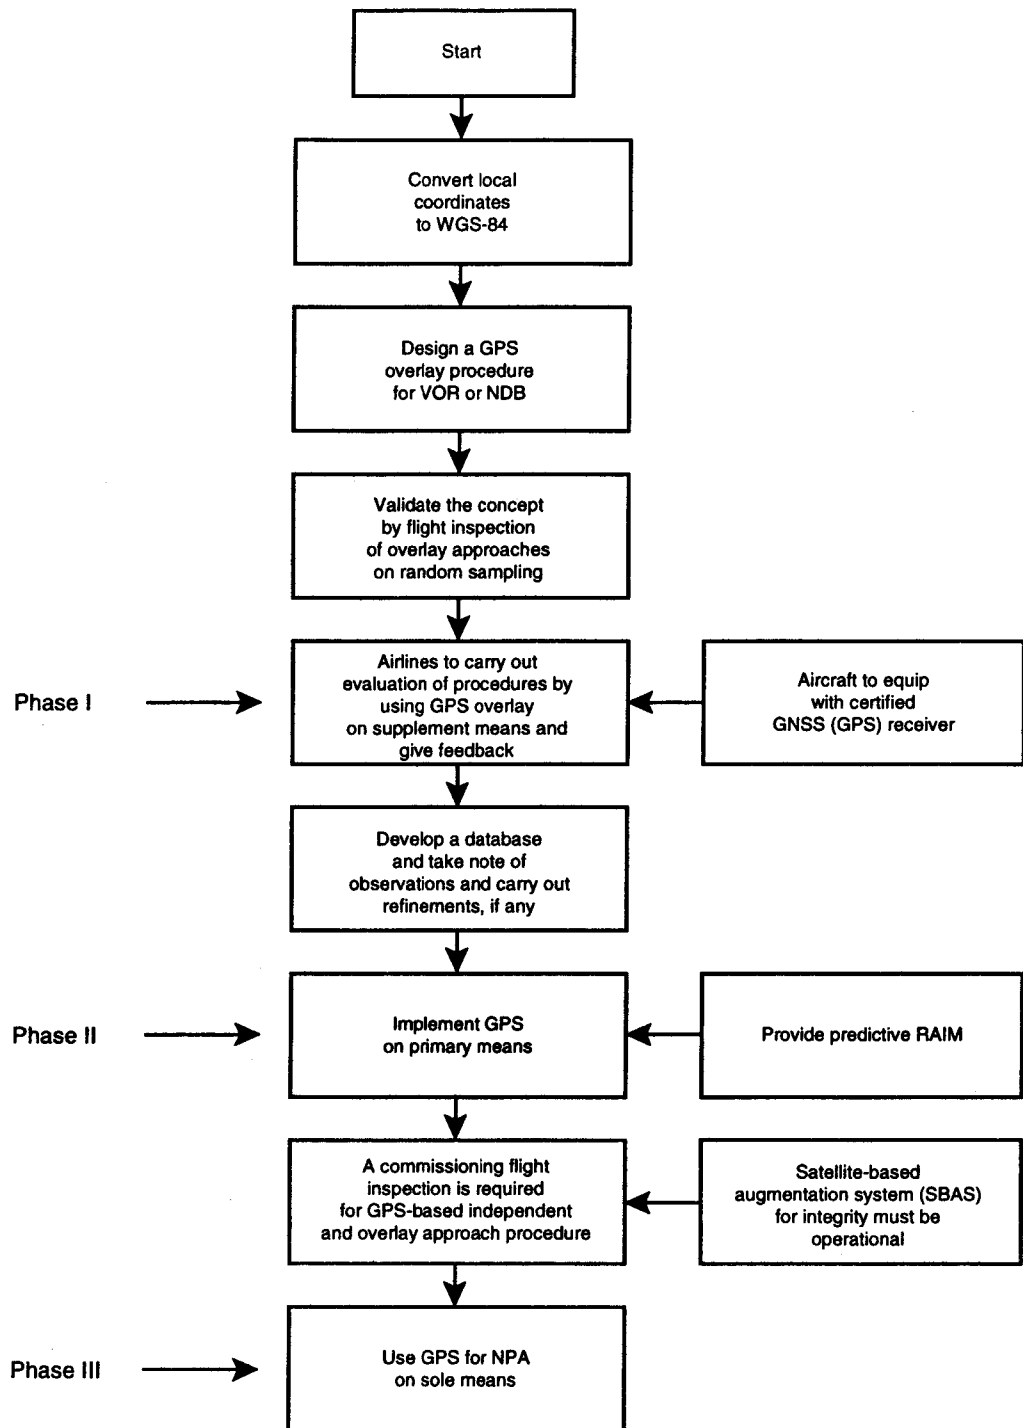 Start
Convert local
coordinates
to WGS-84
Design a GPS
overlay procedure
for VOR or NDB
Validate the concept
by flight inspection
of overlay approaches
on random sampling
Phase I
Airlines to carry out
evaluation of procedures by
using GPS overlay
on supplement means and
give feedback
Aircraft to equip
with certified
GNSS (GPS) receiver
Develop a database
and take note of
observations and carry out
refinements, if any
Phase II
Implement GPS
on primary means
Provide predictive RAIM
A commissioning flight
inspection is required
for GPS-based independent
and overlay approach procedure
Satellite-based
augmentation system (SBAS)
for integrity must be
operational
Phase III
Use GPS for NPA
on sole means